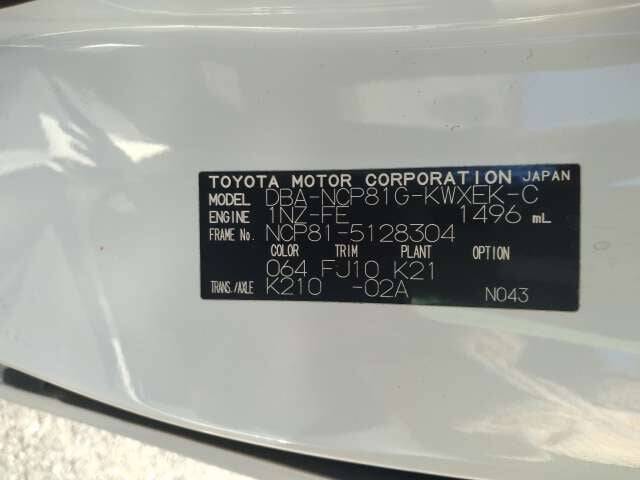 TOYOTA MOTOR CORPORATION JAPAN
MODEL DBA-NCP81G-KWXEK-C
ENGINE 1NZ-FE 1496 mL
FRAME No. NCP81-5128304
COLOR TRIM PLANT OPTION
064 FJ10 K21
TRANS./AXLE K210 -02A N043